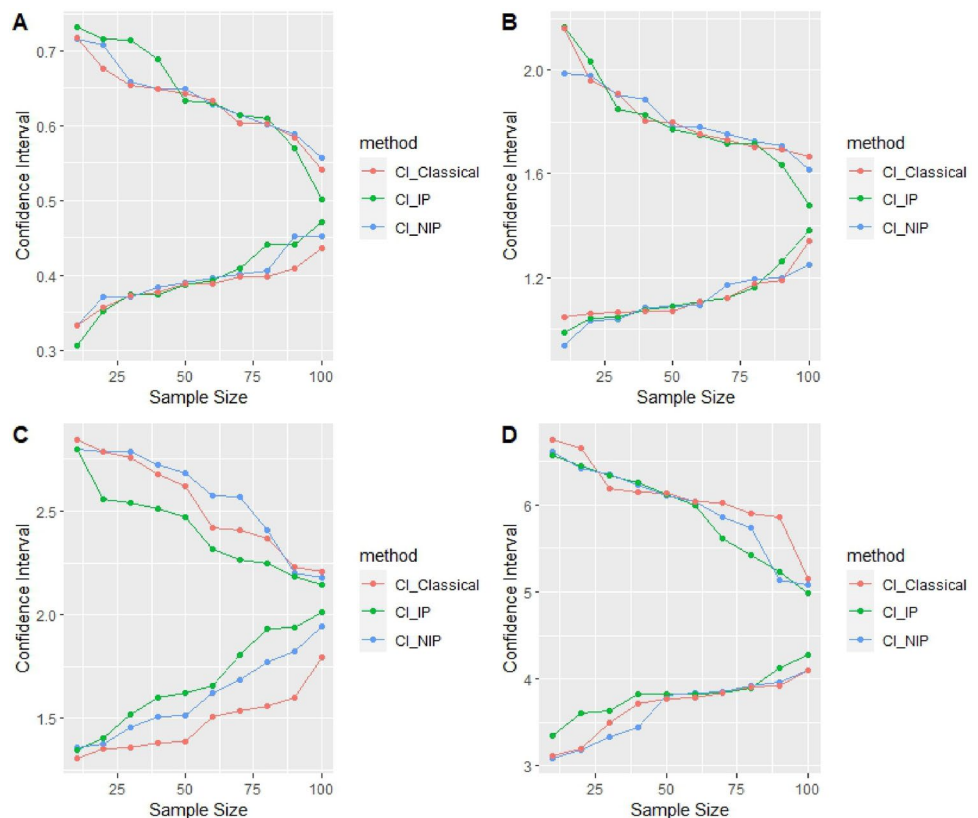 A
Confidence Interval
0.7
0.6
0.5
0.4
0.3
25
50
75
100
Sample Size
method
CI_Classical
CI_IP
CI_NIP
B
Confidence Interval
2.0
1.6
1.2
25
50
75
100
Sample Size
method
CI_Classical
CI_IP
CI_NIP
C
Confidence Interval
2.5
2.0
1.5
25
50
75
100
Sample Size
method
CI_Classical
CI_IP
CI_NIP
D
Confidence Interval
6
5
4
3
25
50
75
100
Sample Size
method
CI_Classical
CI_IP
CI_NIP